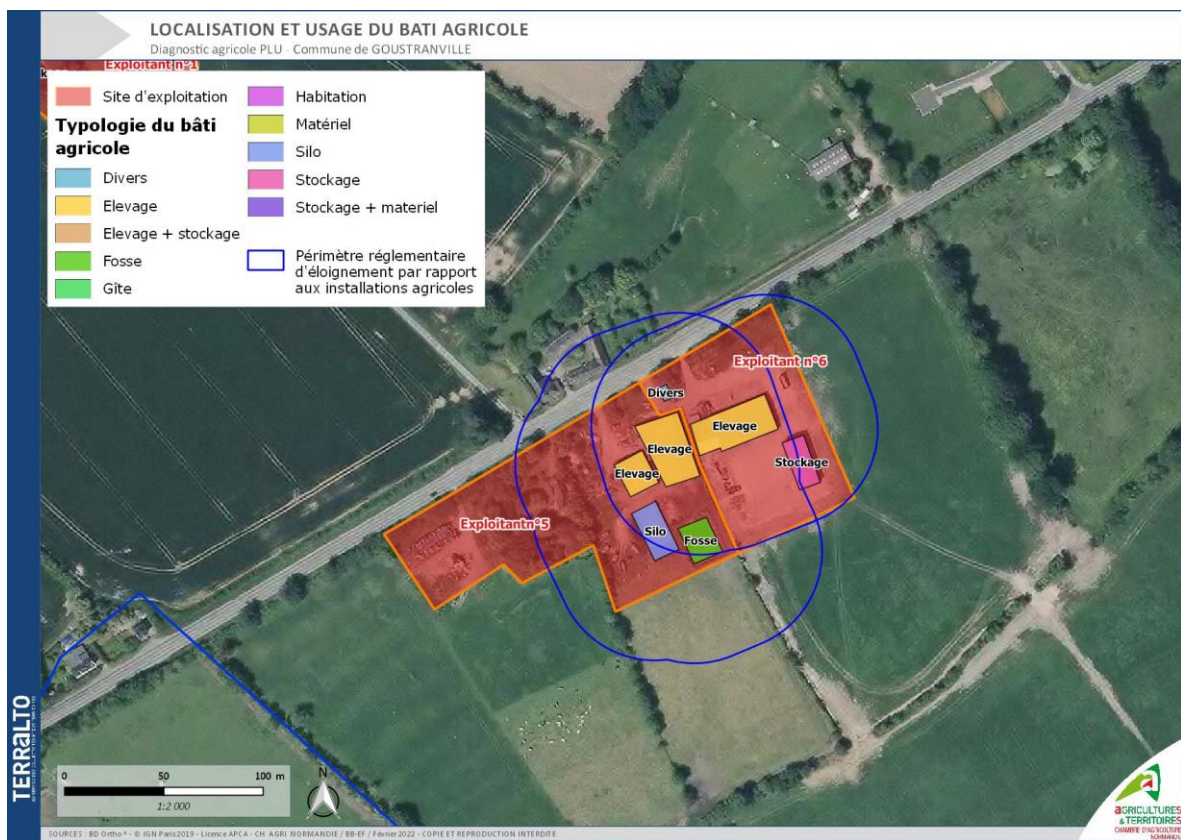 LOCALISATION ET USAGE DU BATI AGRICOLE
Diagnostic agricole PLU - Commune de GOUSTRANVILLE
Exploitant n°1
Site d'exploitation
Typologie du bâti
agricole
Divers
Elevage
Elevage + stockage
Fosse
Gîte
Habitation
Matériel
Silo
Stockage
Stockage + materiel
Périmètre réglementaire
d'éloignement par rapport
aux installations agricoles
Exploitant n°6
Divers
Elevage
Elevage
Elevage
Stockage
Exploitantn°5
Silo
Fosse
TERRALTO
0 50 100 m
1:2 000
N
AGRICULTURES
& TERRITOIRES
CHAMBRE D'AGRICULTURE
NORMANDIE
SOURCES : BD Ortho ® - © IGN Paris2019 - Licence APCA - CH AGRI NORMANDIE / BB-EF / Février 2022 - COPIE ET REPRODUCTION INTERDITE